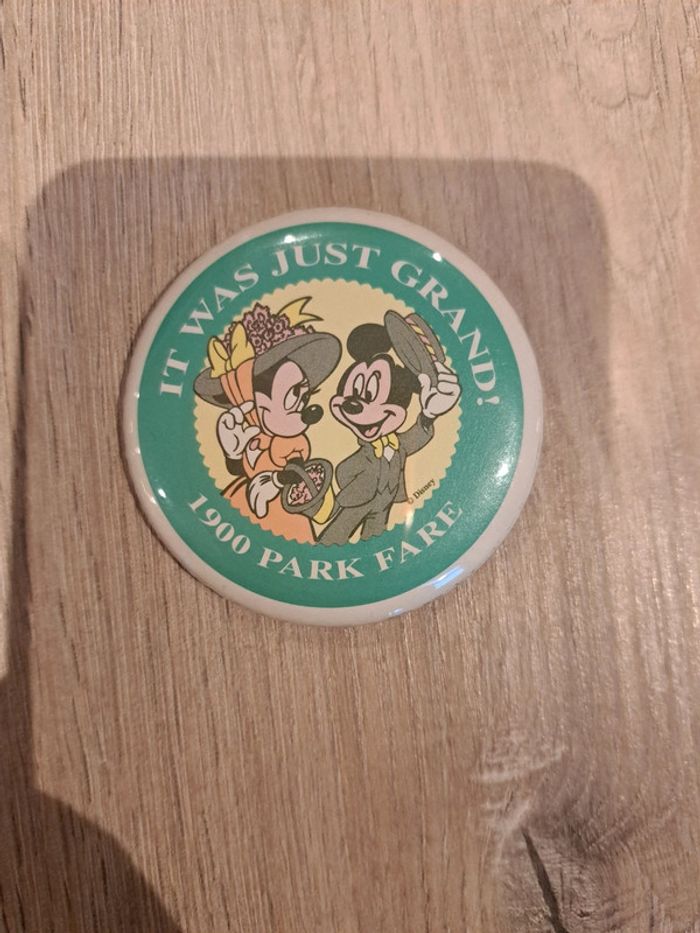 IT WAS JUST GRAND!
© Disney
1900 PARK FARE